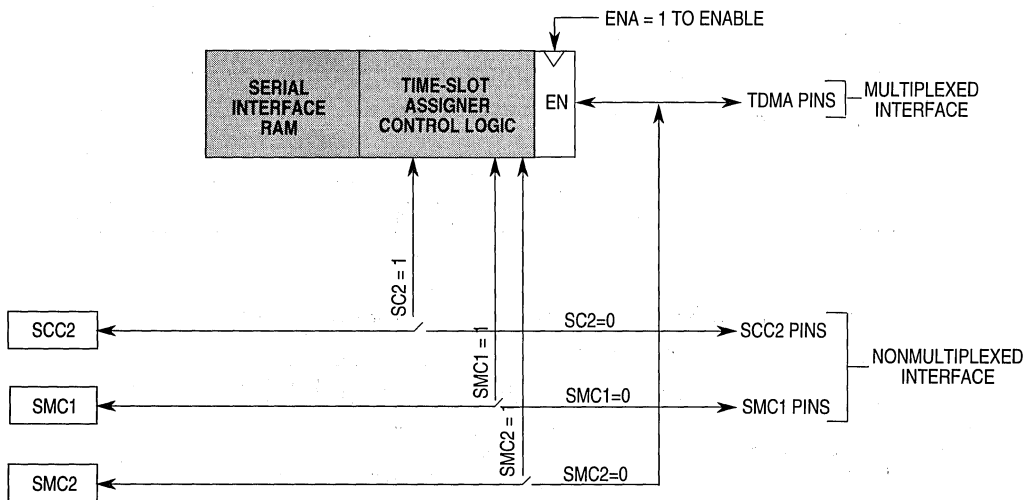 ENA = 1 TO ENABLE
SERIAL
INTERFACE
RAM
TIME-SLOT
ASSIGNER
CONTROL LOGIC
EN
TDMA PINS
MULTIPLEXED
INTERFACE
SC2 = 1
SMC1 = 1
SMC2 = 1
SCC2
SC2=0
SCC2 PINS
NONMULTIPLEXED
INTERFACE
SMC1
SMC1=0
SMC1 PINS
SMC2
SMC2=0